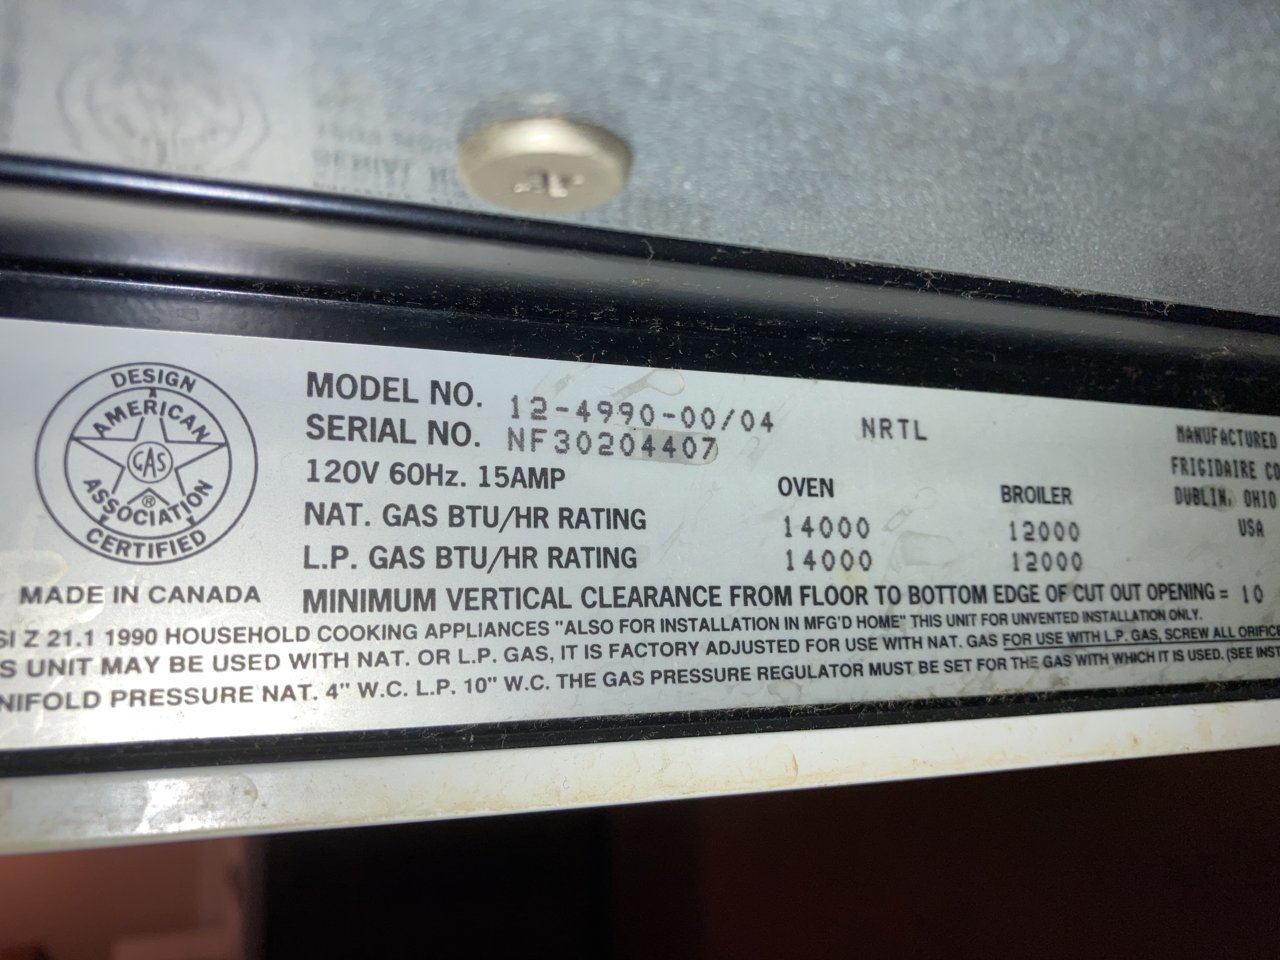 DESIGN
AMERICAN
GAS
ASSOCIATION
®
CERTIFIED
MADE IN CANADA
MODEL NO. 12-4990-00/04 NRTL
SERIAL NO. NF30204407
120V 60Hz. 15AMP
OVEN BROILER
NAT. GAS BTU/HR RATING 14000 12000
L.P. GAS BTU/HR RATING 14000 12000
MANUFACTURED
FRIGIDAIRE CO
DUBLIN, OHIO
USA
MINIMUM VERTICAL CLEARANCE FROM FLOOR TO BOTTOM EDGE OF CUT OUT OPENING = 10
SI Z 21.1 1990 HOUSEHOLD COOKING APPLIANCES "ALSO FOR INSTALLATION IN MFG'D HOME" THIS UNIT FOR UNVENTED INSTALLATION ONLY.
S UNIT MAY BE USED WITH NAT. OR L.P. GAS, IT IS FACTORY ADJUSTED FOR USE WITH NAT. GAS FOR USE WITH L.P. GAS, SCREW ALL ORIFIC
NIFOLD PRESSURE NAT. 4" W.C. L.P. 10" W.C. THE GAS PRESSURE REGULATOR MUST BE SET FOR THE GAS WITH WHICH IT IS USED. (SEE INST